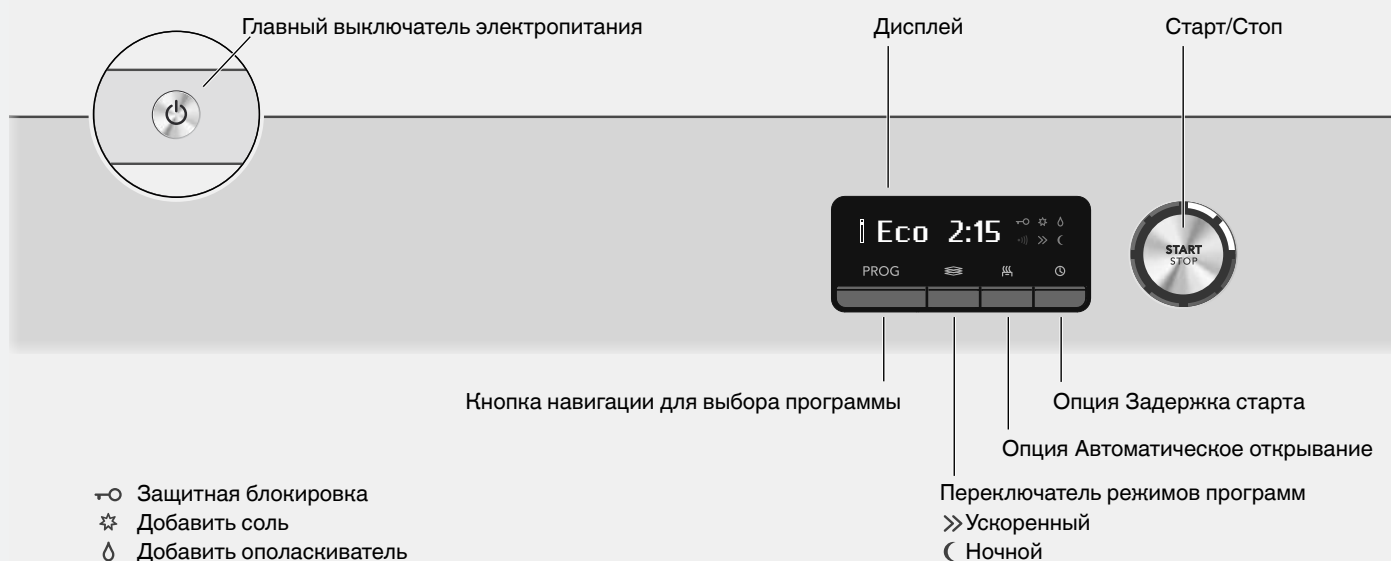 Главный выключатель электропитания
Дисплей
Старт/Стоп
Eco 2:15
PROG
START
STOP
Кнопка навигации для выбора программы
Опция Задержка старта
Опция Автоматическое открывание
Переключатель режимов программ
Ускоренный
Ночной
Защитная блокировка
Добавить соль
Добавить ополаскиватель